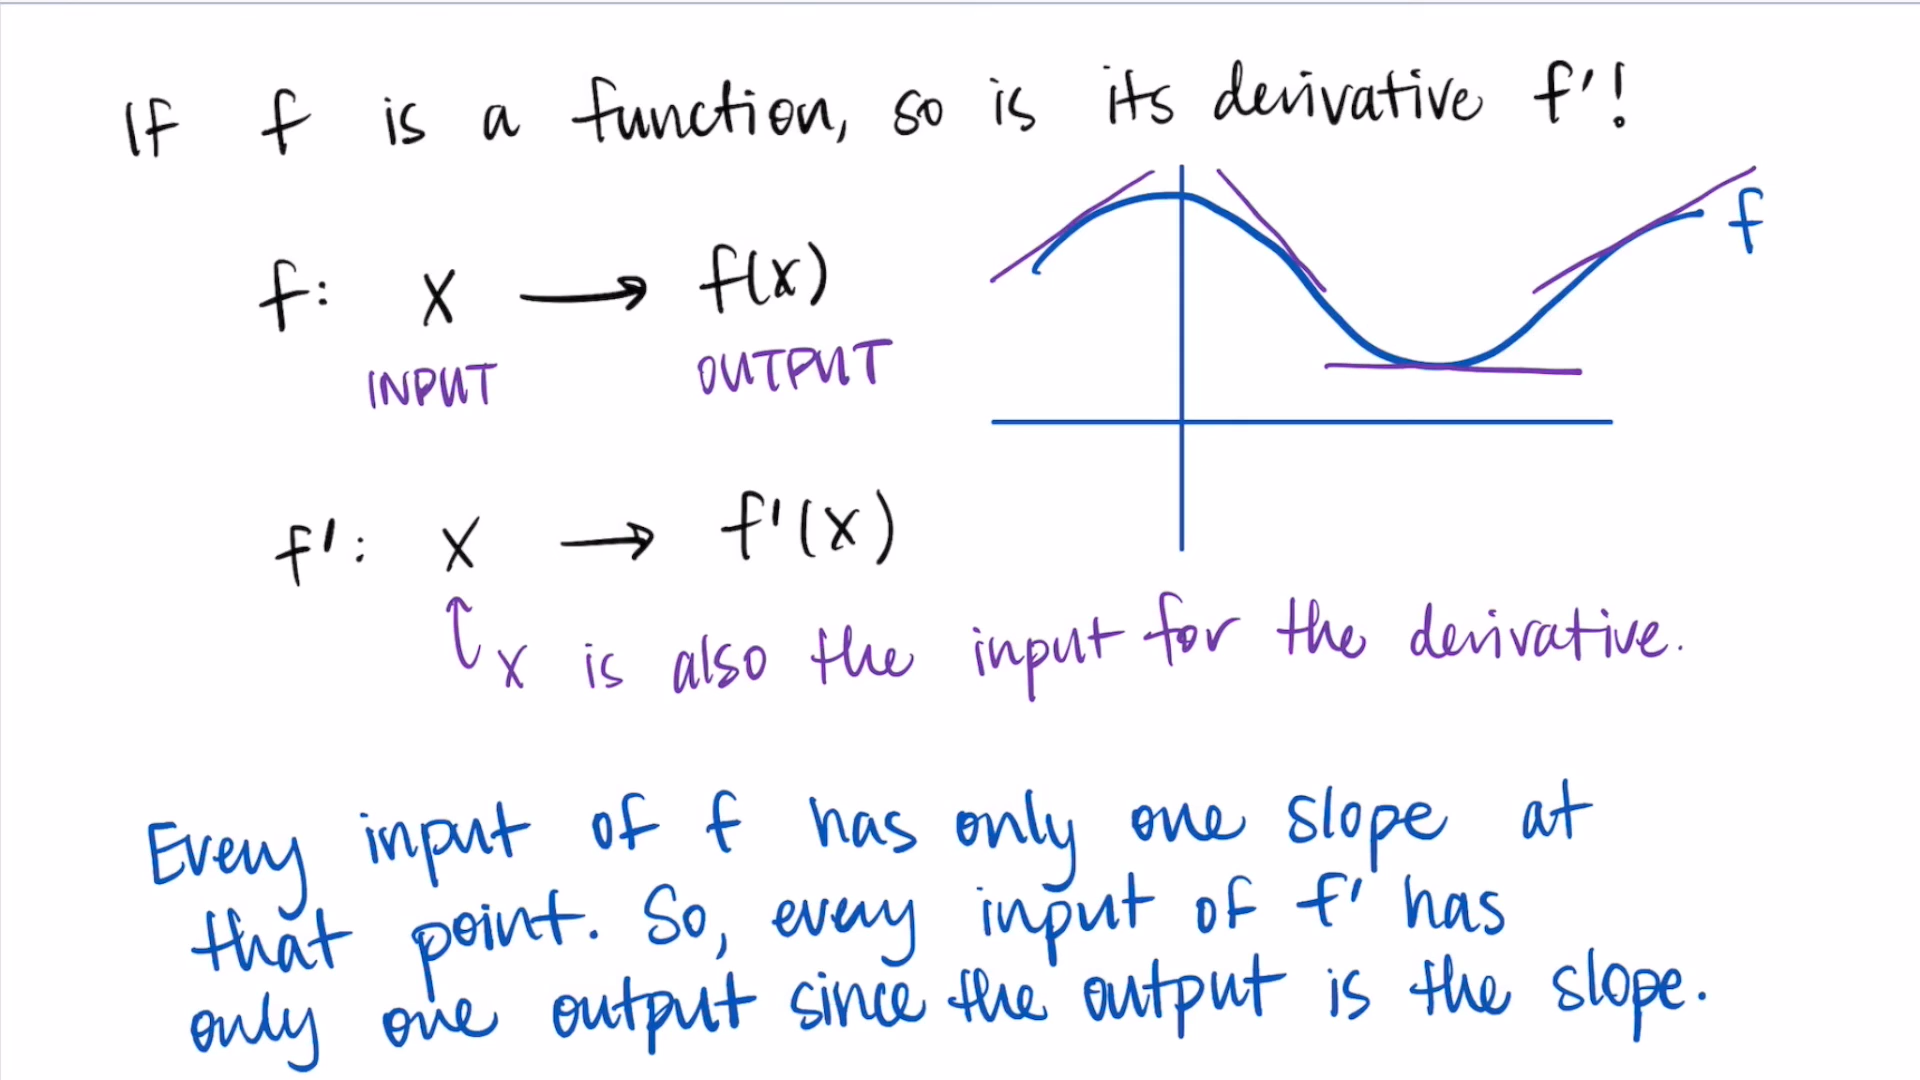 If f is a function, so is its derivative f'!
f
f: x → f(x)
INPUT OUTPUT
f': x → f'(x)
x is also the input for the derivative.
Every input of f has only one slope at
that point. So, every input of f' has
only one output since the output is the slope.